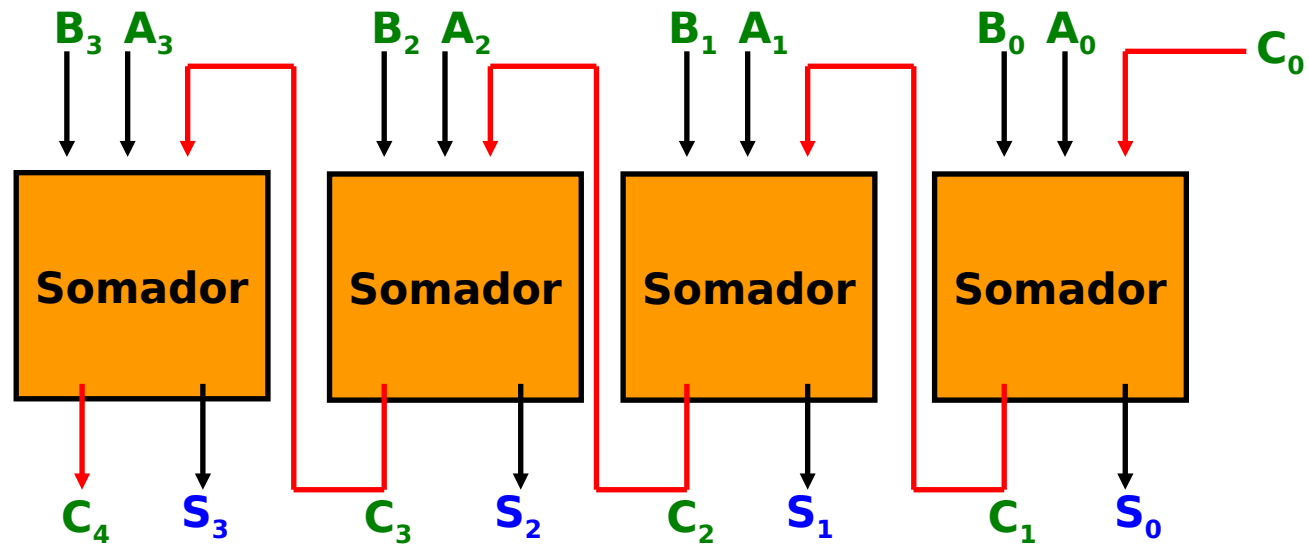 B₃ A₃ B₂ A₂ B₁ A₁ B₀ A₀ C₀
Somador Somador Somador Somador
C₄ S₃ C₃ S₂ C₂ S₁ C₁ S₀